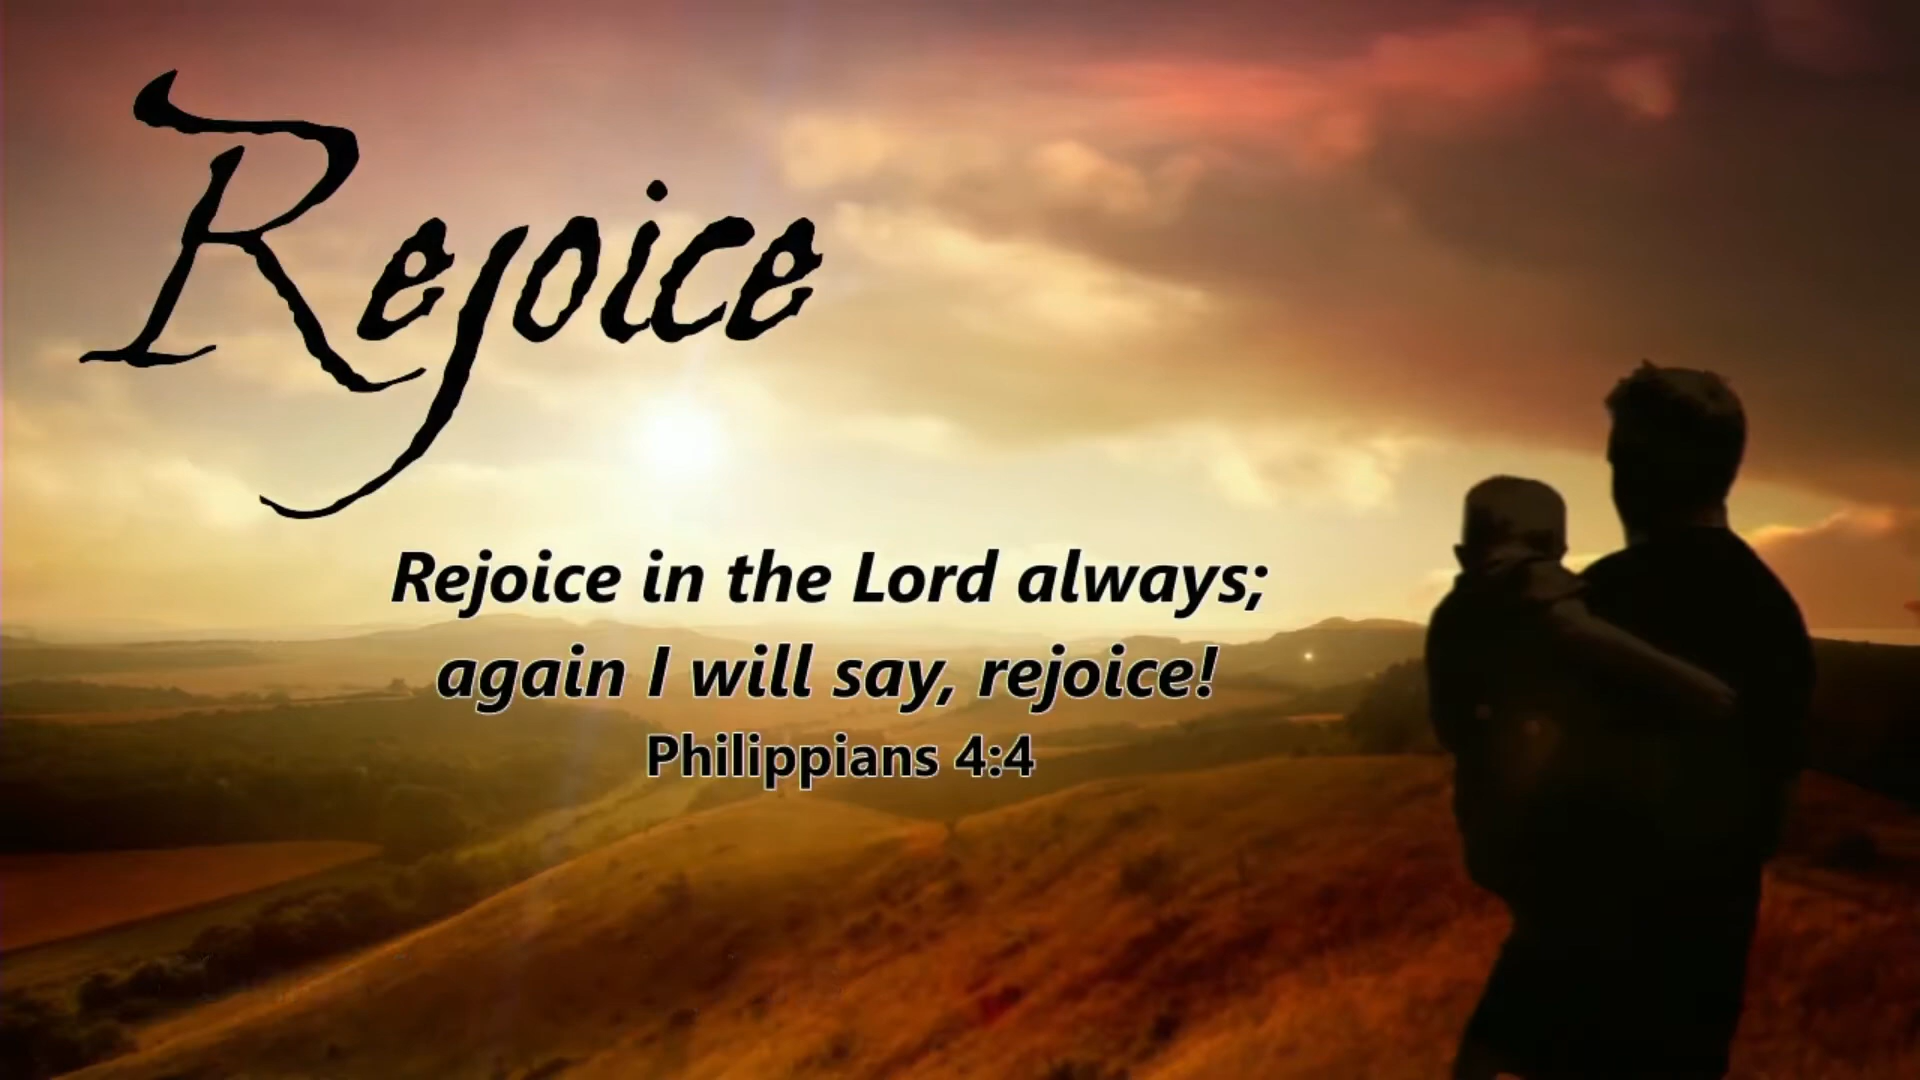 Rejoice
Rejoice in the Lord always;
again I will say, rejoice!
Philippians 4:4